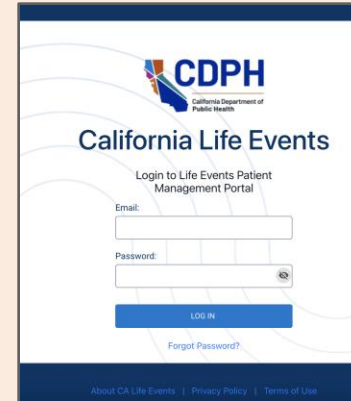 CDPH
California Department of
Public Health
California Life Events
Login to Life Events Patient
Management Portal
Email:
Password:
LOG IN
Forgot Password?
About CA Life Events | Privacy Policy | Terms of Use